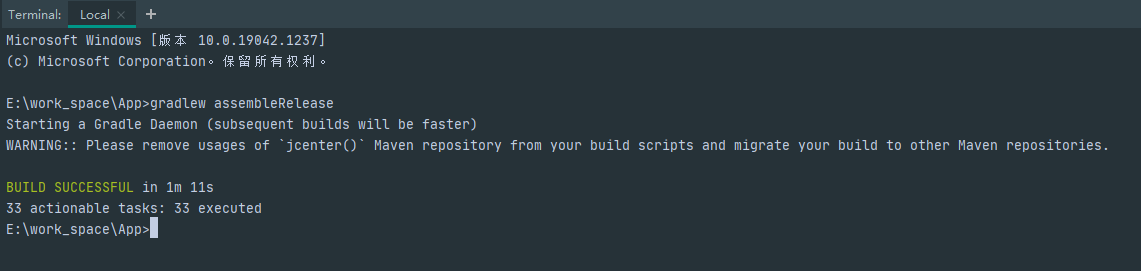 Terminal: Local × +
Microsoft Windows [版本 10.0.19042.1237]
(c) Microsoft Corporation。保留所有权利。
E:\work_space\App>gradlew assembleRelease
Starting a Gradle Daemon (subsequent builds will be faster)
WARNING:: Please remove usages of `jcenter()` Maven repository from your build scripts and migrate your build to other Maven repositories.
BUILD SUCCESSFUL in 1m 11s
33 actionable tasks: 33 executed
E:\work_space\App>